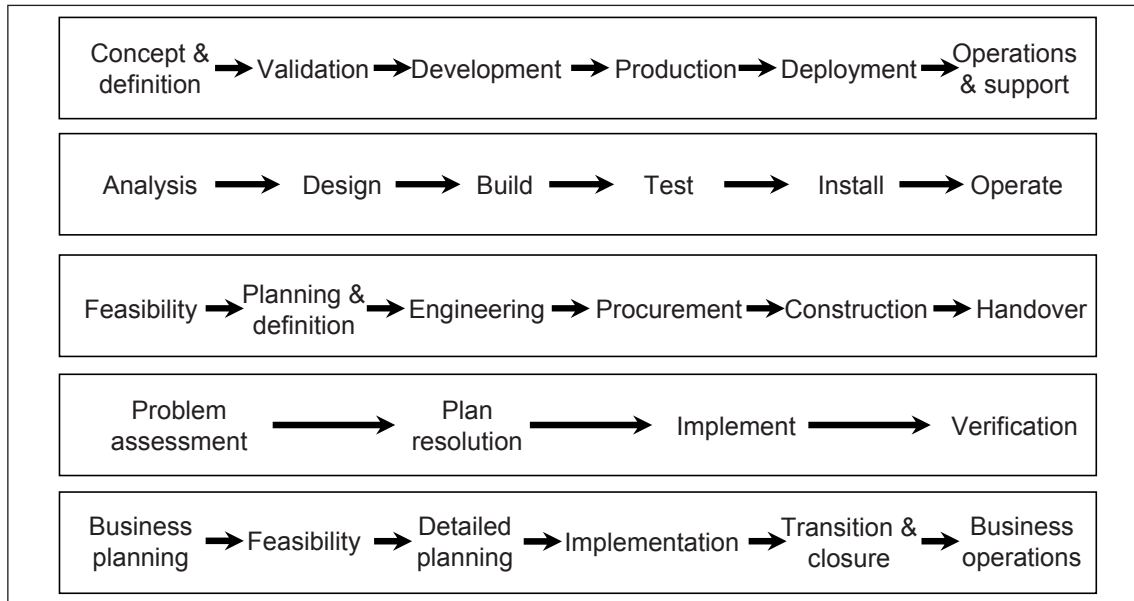 Concept & definition Validation Development Production Deployment Operations & support
Analysis Design Build Test Install Operate
Feasibility Planning & definition Engineering Procurement Construction Handover
Problem assessment Plan resolution Implement Verification
Business planning Feasibility Detailed planning Implementation Transition & closure Business operations